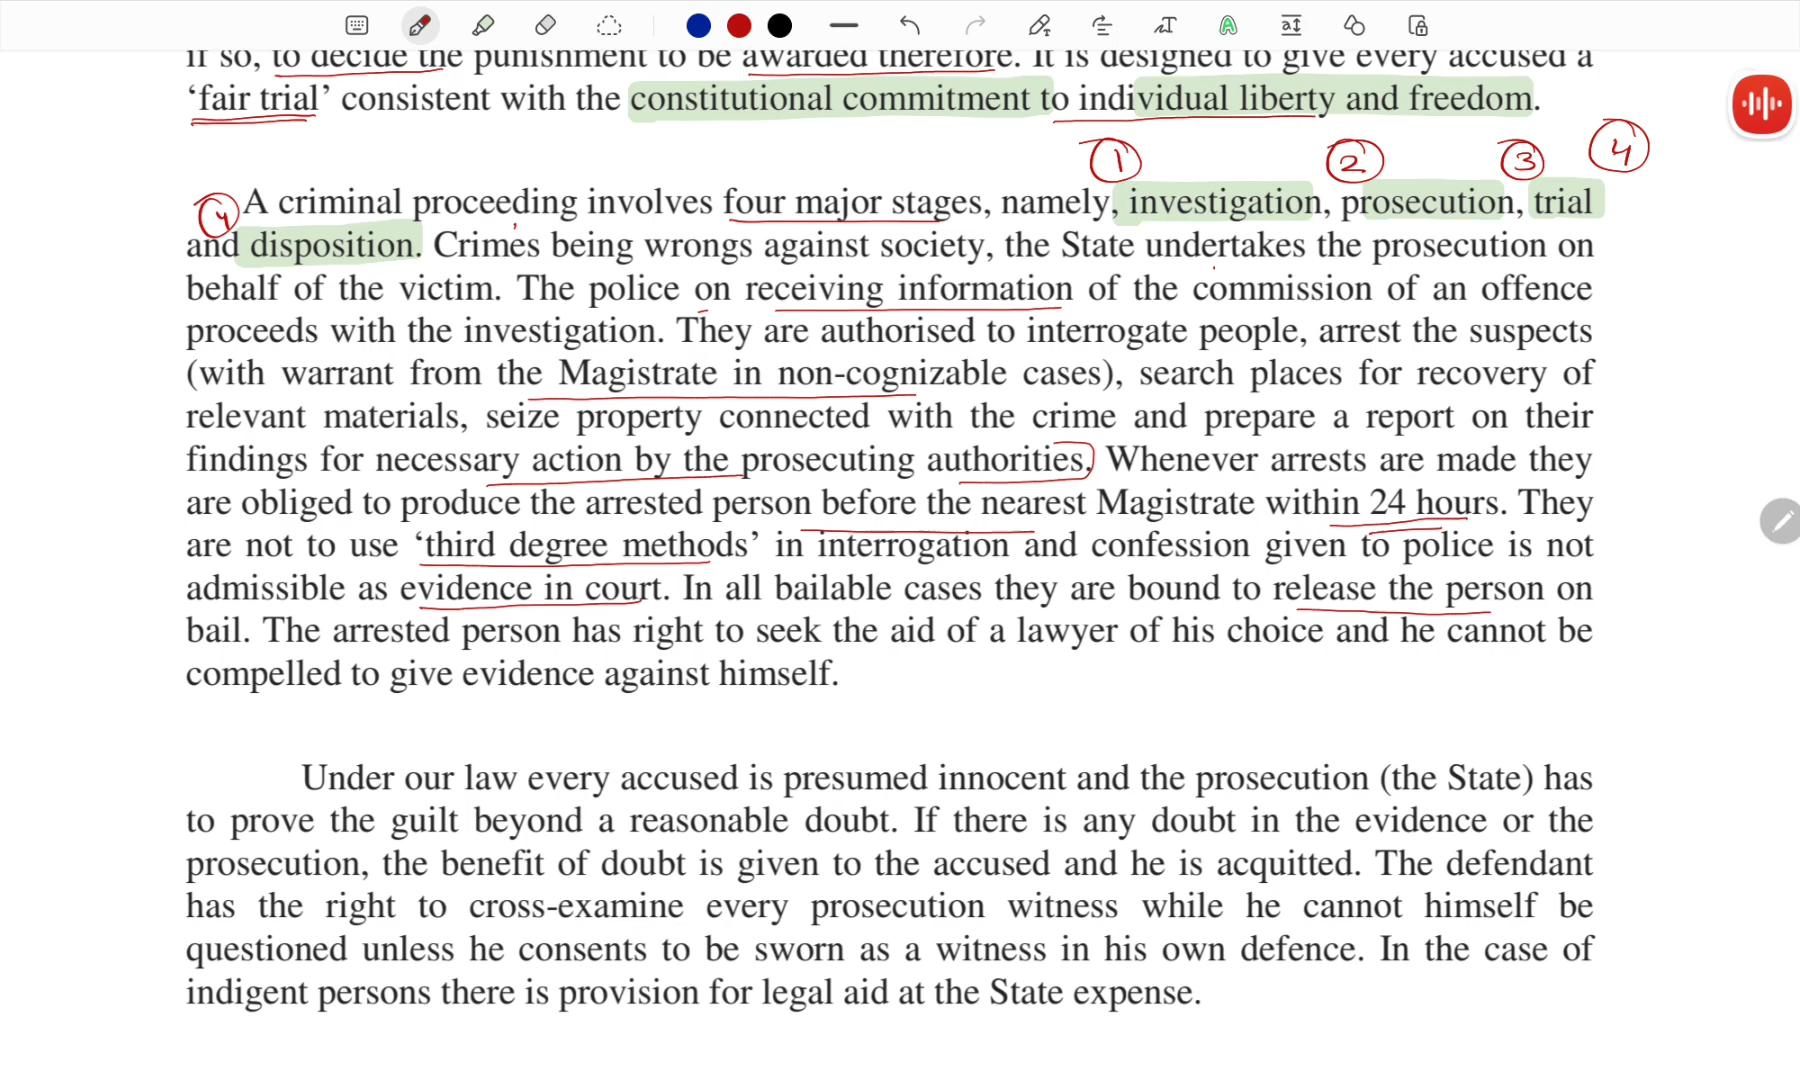 if so, to decide the punishment to be awarded therefore. It is designed to give every accused a
‘fair trial’ consistent with the constitutional commitment to individual liberty and freedom.
1 2 3 4
4 A criminal proceeding involves four major stages, namely, investigation, prosecution, trial
and disposition. Crimes being wrongs against society, the State undertakes the prosecution on
behalf of the victim. The police on receiving information of the commission of an offence
proceeds with the investigation. They are authorised to interrogate people, arrest the suspects
(with warrant from the Magistrate in non-cognizable cases), search places for recovery of
relevant materials, seize property connected with the crime and prepare a report on their
findings for necessary action by the prosecuting authorities. Whenever arrests are made they
are obliged to produce the arrested person before the nearest Magistrate within 24 hours. They
are not to use ‘third degree methods’ in interrogation and confession given to police is not
admissible as evidence in court. In all bailable cases they are bound to release the person on
bail. The arrested person has right to seek the aid of a lawyer of his choice and he cannot be
compelled to give evidence against himself.
Under our law every accused is presumed innocent and the prosecution (the State) has
to prove the guilt beyond a reasonable doubt. If there is any doubt in the evidence or the
prosecution, the benefit of doubt is given to the accused and he is acquitted. The defendant
has the right to cross-examine every prosecution witness while he cannot himself be
questioned unless he consents to be sworn as a witness in his own defence. In the case of
indigent persons there is provision for legal aid at the State expense.